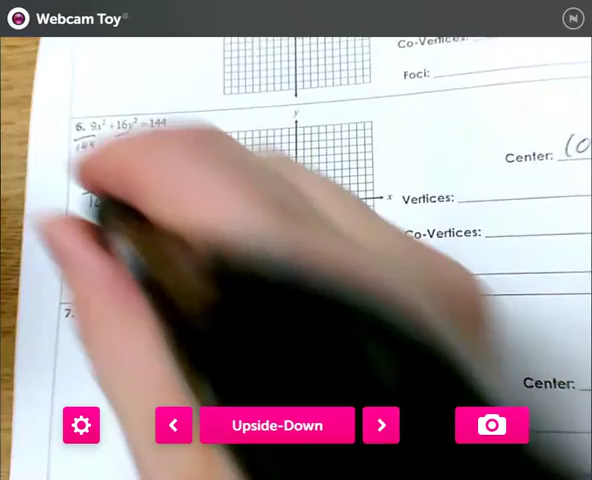 Webcam Toy
Co-Vertices:
Foci:
6. 9x² + 16y² = 144
144
y
x
Center: (0
Vertices:
Co-Vertices:
7.
Center:
Upside-Down